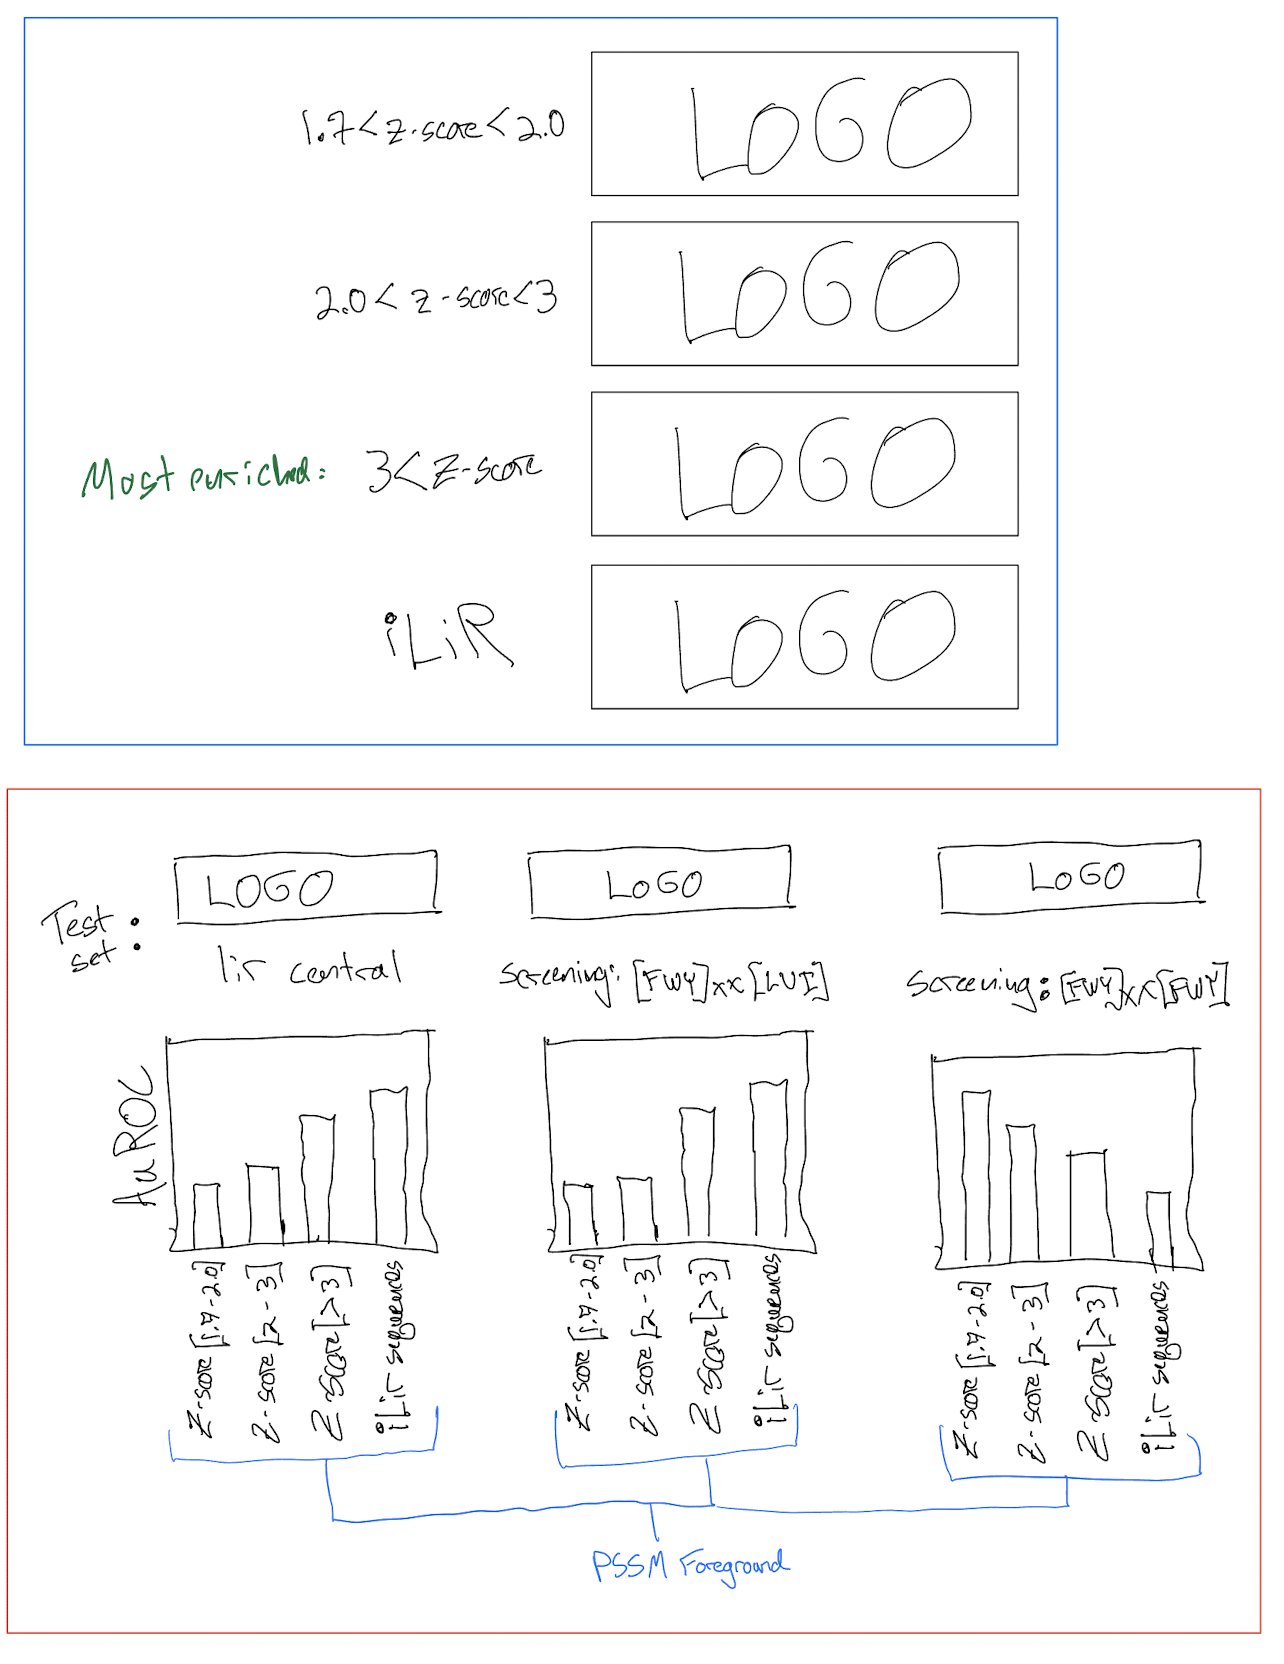 1.7<z-score<2.0
LOGO
2.0<z-score<3
LOGO
Most enriched: 3<z-score
LOGO
iLiR
LOGO
Test set:
LOGO
LOGO
LOGO
lir central
Screening: [FWY]xx[LVI]
Screening: [FWY]xx[FWY]
AuROC
Z-score [1.7-2.0]
Z-score [2-3]
Z-score [>3]
iLir sequences
Z-score [1.7-2.0]
Z-score [2-3]
Z-score [>3]
iLir sequences
Z-score [1.7-2.0]
Z-score [2-3]
Z-score [>3]
iLir sequences
PSSM Foreground